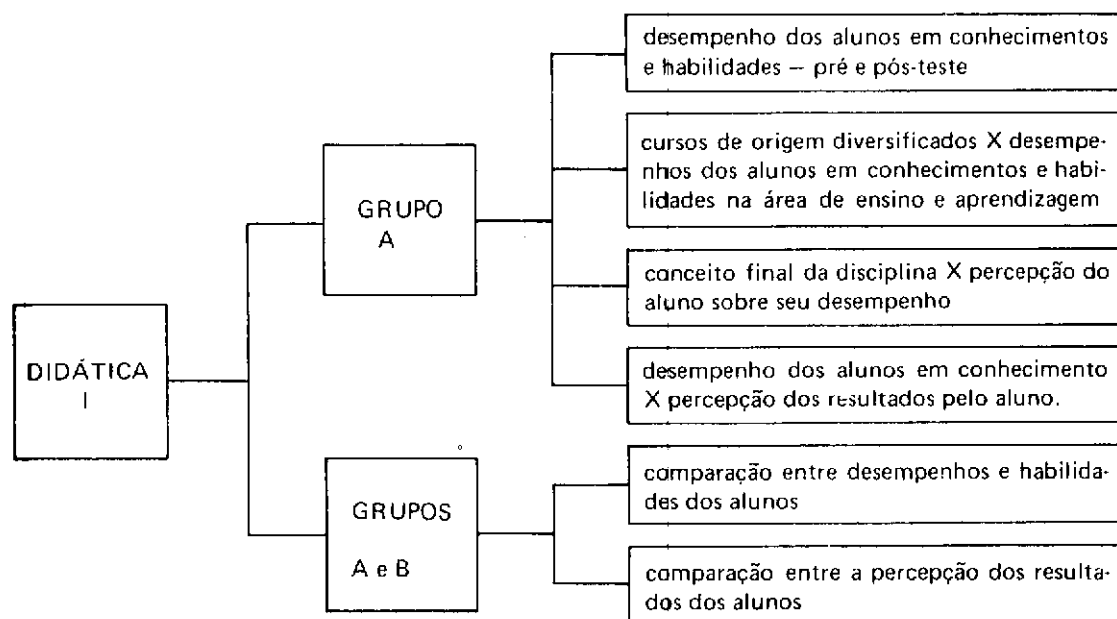 DIDÁTICA
I
GRUPO
A
GRUPOS
A e B
desempenho dos alunos em conhecimentos
e habilidades – pré e pós-teste
cursos de origem diversificados X desempe-
nhos dos alunos em conhecimentos e habi-
lidades na área de ensino e aprendizagem
conceito final da disciplina X percepção do
aluno sobre seu desempenho
desempenho dos alunos em conhecimento
X percepção dos resultados pelo aluno.
comparação entre desempenhos e habilida-
des dos alunos
comparação entre a percepção dos resulta-
dos dos alunos